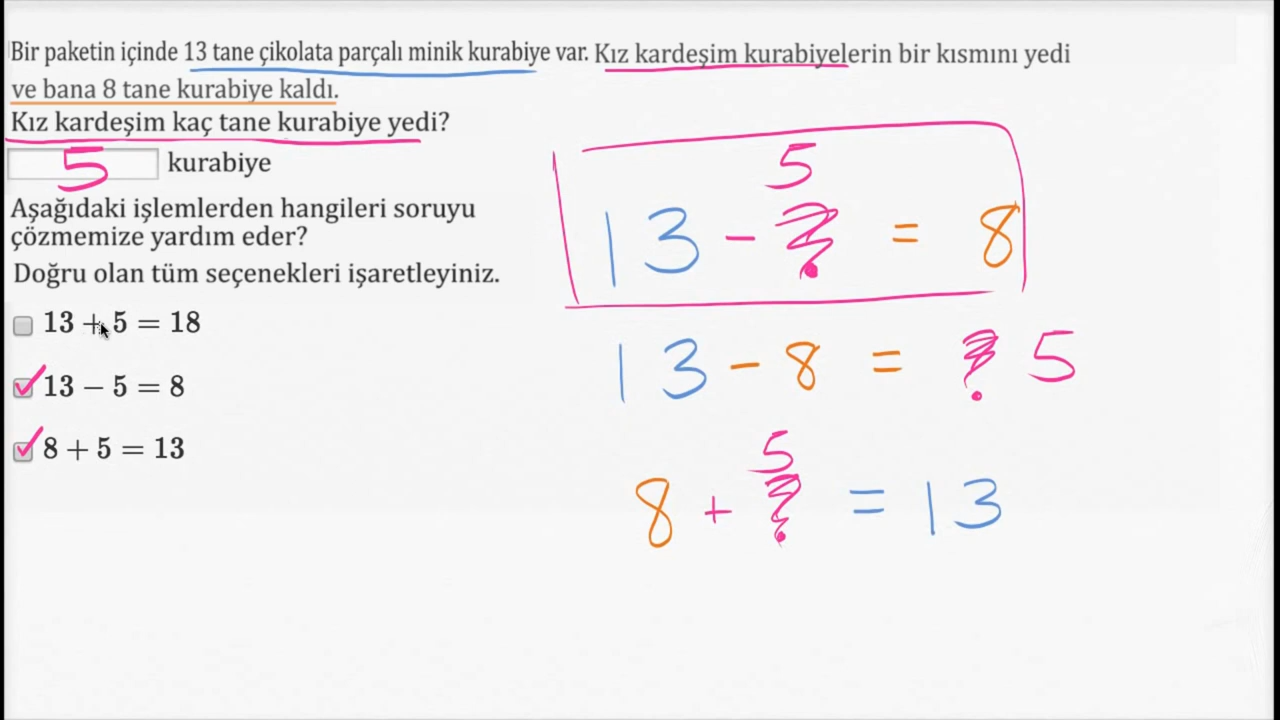 Bir paketin içinde 13 tane çikolata parçalı minik kurabiye var. Kız kardeşim kurabiyelerin bir kısmını yedi
ve bana 8 tane kurabiye kaldı.
Kız kardeşim kaç tane kurabiye yedi?
5 kurabiye
Aşağıdaki işlemlerden hangileri soruyu
çözmemize yardım eder?
Doğru olan tüm seçenekleri işaretleyiniz.
13 + 5 = 18
13 − 5 = 8
8 + 5 = 13
5
13 - ? = 8
13 - 8 = ? 5
5
8 + ? = 13